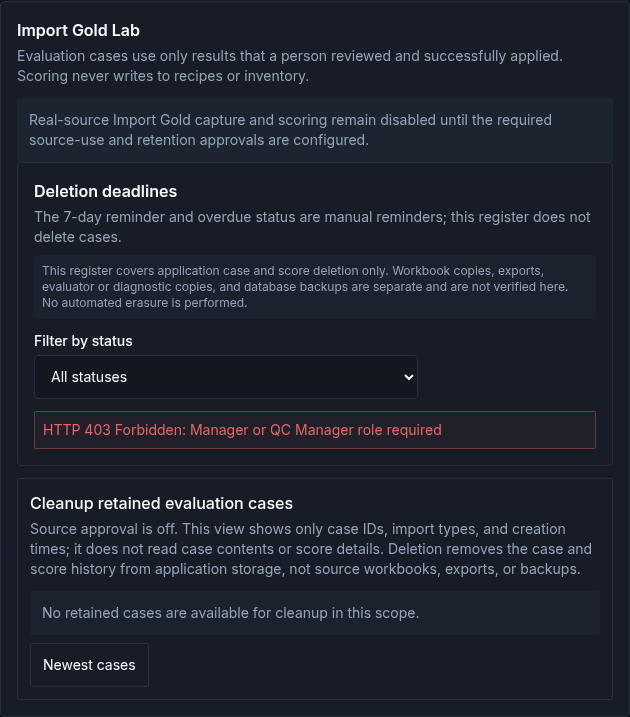 Import Gold Lab
Evaluation cases use only results that a person reviewed and successfully applied.
Scoring never writes to recipes or inventory.
Real-source Import Gold capture and scoring remain disabled until the required
source-use and retention approvals are configured.
Deletion deadlines
The 7-day reminder and overdue status are manual reminders; this register does not
delete cases.
This register covers application case and score deletion only. Workbook copies, exports,
evaluator or diagnostic copies, and database backups are separate and are not verified here.
No automated erasure is performed.
Filter by status
All statuses
HTTP 403 Forbidden: Manager or QC Manager role required
Cleanup retained evaluation cases
Source approval is off. This view shows only case IDs, import types, and creation
times; it does not read case contents or score details. Deletion removes the case and
score history from application storage, not source workbooks, exports, or backups.
No retained cases are available for cleanup in this scope.
Newest cases